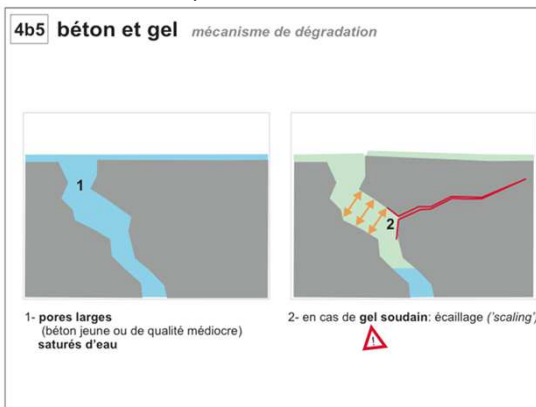 4b5 béton et gel mécanisme de dégradation
1
2
1- pores larges
(béton jeune ou de qualité médiocre)
saturés d'eau
2- en cas de gel soudain: écaillage ('scaling')
!